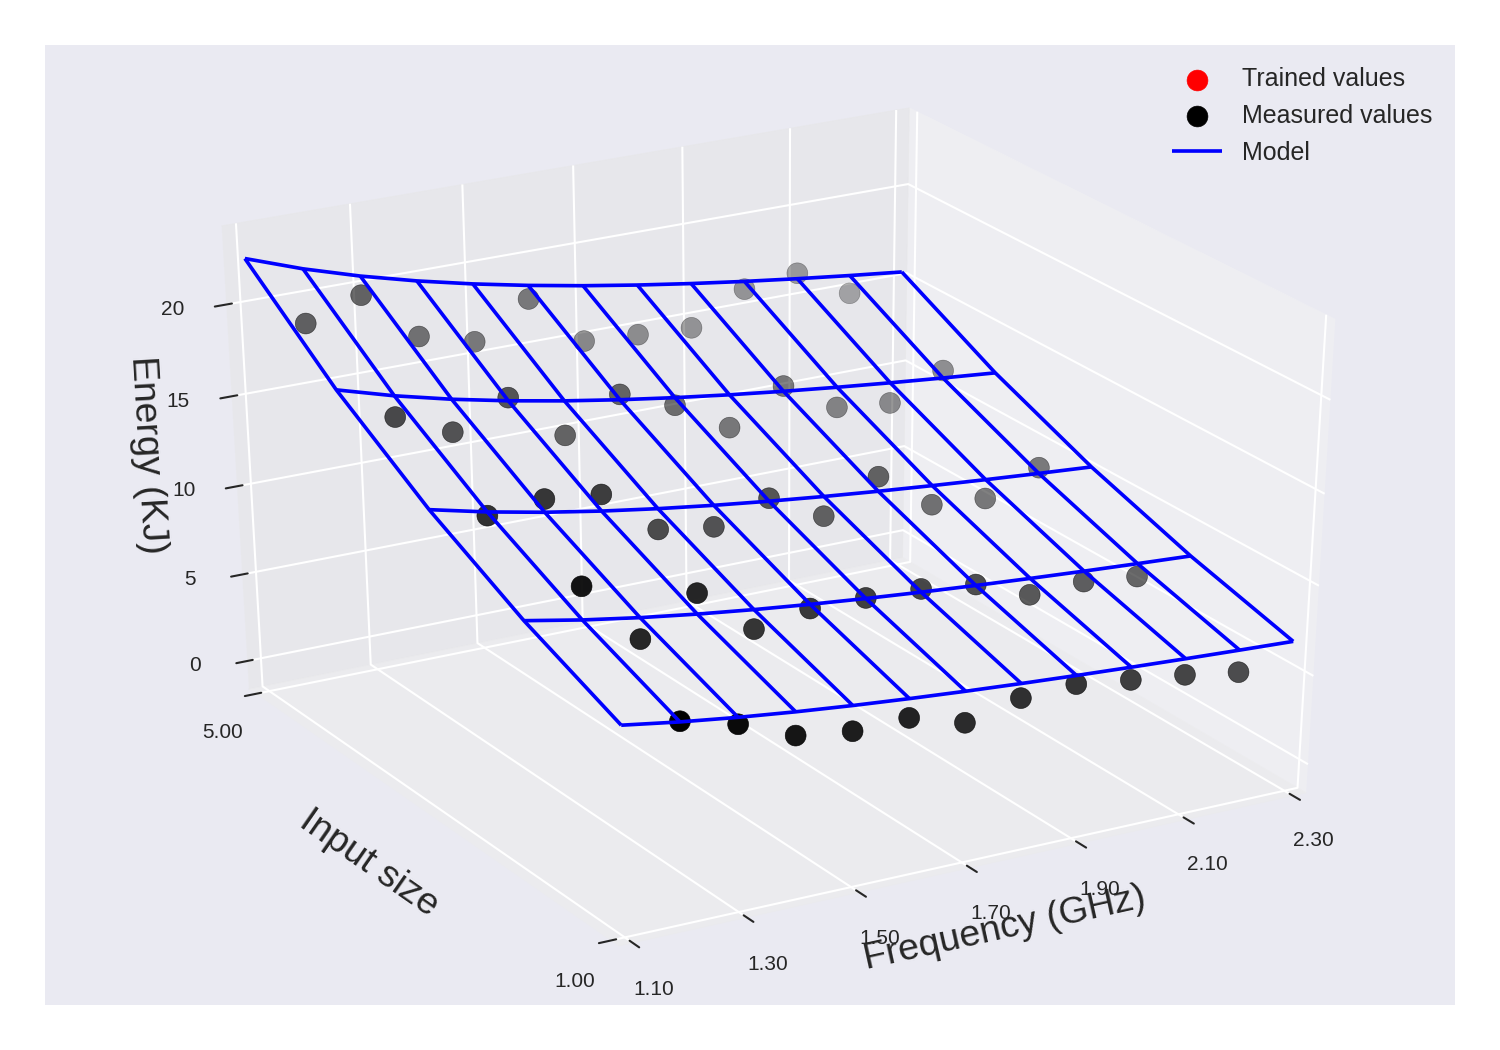 Trained values
Measured values
Model
20
15
10
5
0
Energy (KJ)
5.00
1.00
Input size
1.10
1.30
1.50
1.70
1.90
2.10
2.30
Frequency (GHz)